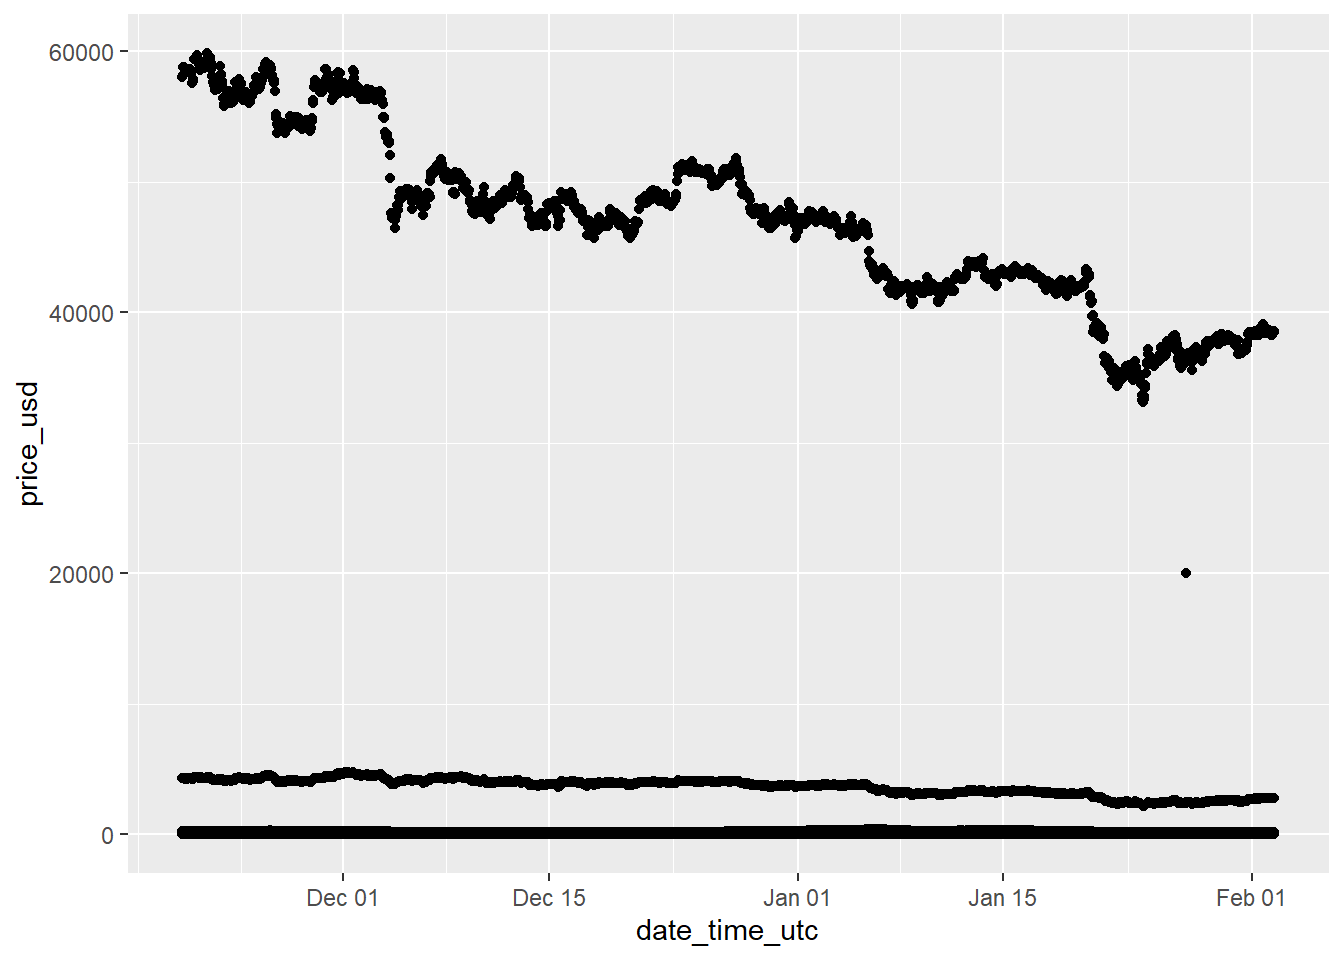 60000
40000
20000
0
price_usd
Dec 01
Dec 15
Jan 01
Jan 15
Feb 01
date_time_utc